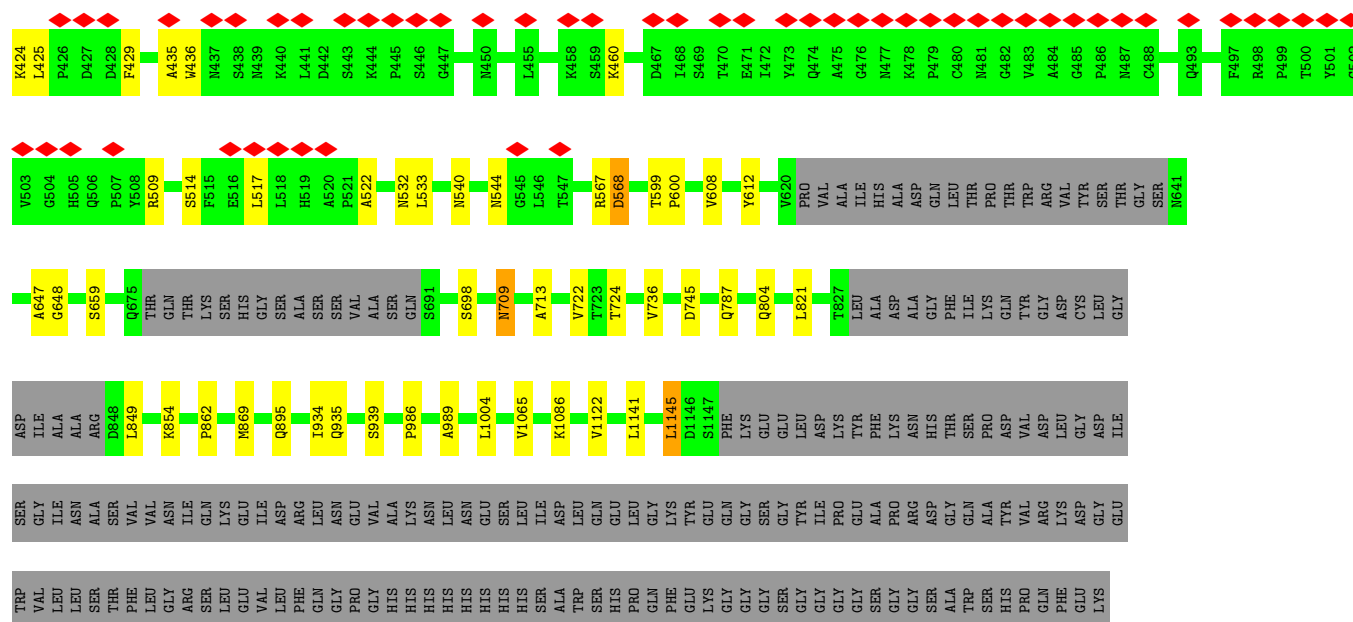 K424 L425 P426 D427 D428 F429 A435 W436 N437 S438 N439 K440 L441 D442 S443 K444 P445 S446 G447 N450 L455 K458 S459 K460 D467 I468 S469 T470 E471 I472 Y473 Q474 A475 G476 N477 K478 P479 C480 N481 G482 V483 A484 G485 P486 N487 C488 Q493 F497 R498 P499 T500 Y501
V503 G504 H505 Q506 P507 Y508 R509 S514 F515 E516 L517 L518 H519 A520 P521 A522 N532 L533 N540 N544 G545 L546 T547 R567 D568 T599 P600 V608 Y612 V620 PRO VAL ALA ILE HIS ALA ASP GLN LEU THR PRO THR TRP ARG VAL TYR SER THR GLY SER N641
A647 G648 S659 Q675 THR GLN THR LYS SER HIS GLY SER ALA SER SER VAL ALA SER GLN S691 S698 N709 A713 V722 T723 T724 V736 D745 Q787 Q804 L821 T827 LEU ALA ASP ALA GLY PHE ILE LYS GLN TYR GLY ASP CYS LEU GLY
ASP ILE ALA ALA ARG D848 L849 K854 P862 M869 Q895 I934 Q935 S939 P986 A989 L1004 V1065 K1086 V1122 L1141 L1145 D1146 S1147 PHE LYS GLU GLU LEU ASP LYS TYR PHE LYS ASN HIS THR SER PRO ASP VAL ASP LEU GLY ASP ILE
SER GLY ILE ASN ALA SER VAL VAL ASN ILE GLN LYS GLU ILE ASP ARG LEU ASN GLU VAL ALA LYS ASN LEU ASN GLU SER LEU ILE ASP LEU GLN GLU LEU GLY LYS TYR GLU GLN GLY SER GLY TYR ILE PRO GLU ALA PRO ARG ASP GLY GLN ALA TYR VAL ARG LYS ASP GLY GLU
TRP VAL LEU LEU SER THR PHE LEU GLY ARG SER LEU GLU VAL LEU PHE GLN GLY PRO GLY HIS HIS HIS HIS HIS HIS HIS HIS SER ALA TRP SER HIS PRO GLN PHE GLU LYS GLY GLY GLY SER GLY GLY GLY GLY SER GLY GLY SER ALA TRP SER HIS PRO GLN PHE GLU LYS